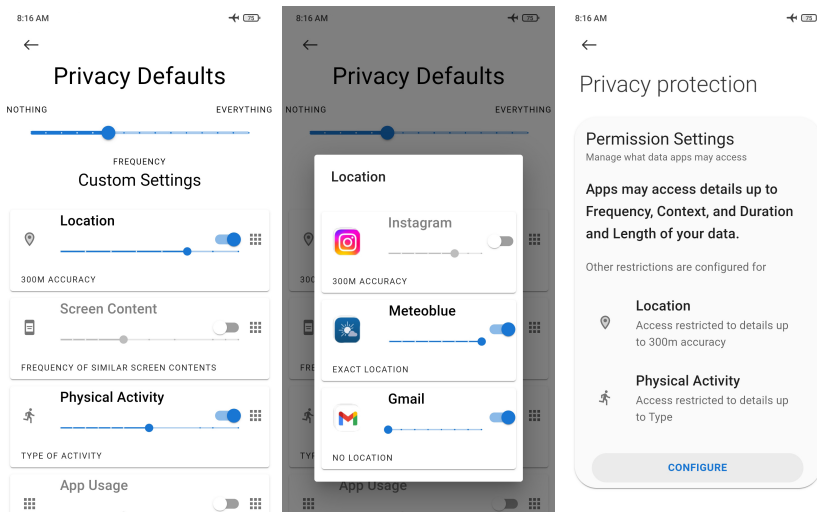 8:16 AM
75
Privacy Defaults
NOTHING
EVERYTHING
FREQUENCY
Custom Settings
Location
300M ACCURACY
Screen Content
FREQUENCY OF SIMILAR SCREEN CONTENTS
Physical Activity
TYPE OF ACTIVITY
App Usage
8:16 AM
75
Privacy Defaults
NOTHING
EVERYTHING
Location
Instagram
300M ACCURACY
Meteoblue
EXACT LOCATION
Gmail
NO LOCATION
App Usage
8:16 AM
75
Privacy protection
Permission Settings
Manage what data apps may access
Apps may access details up to
Frequency, Context, and Duration
and Length of your data.
Other restrictions are configured for
Location
Access restricted to details up
to 300m accuracy
Physical Activity
Access restricted to details up
to Type
CONFIGURE